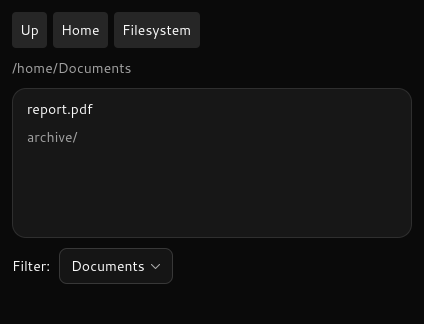 Up Home Filesystem
/home/Documents
report.pdf
archive/
Filter: Documents